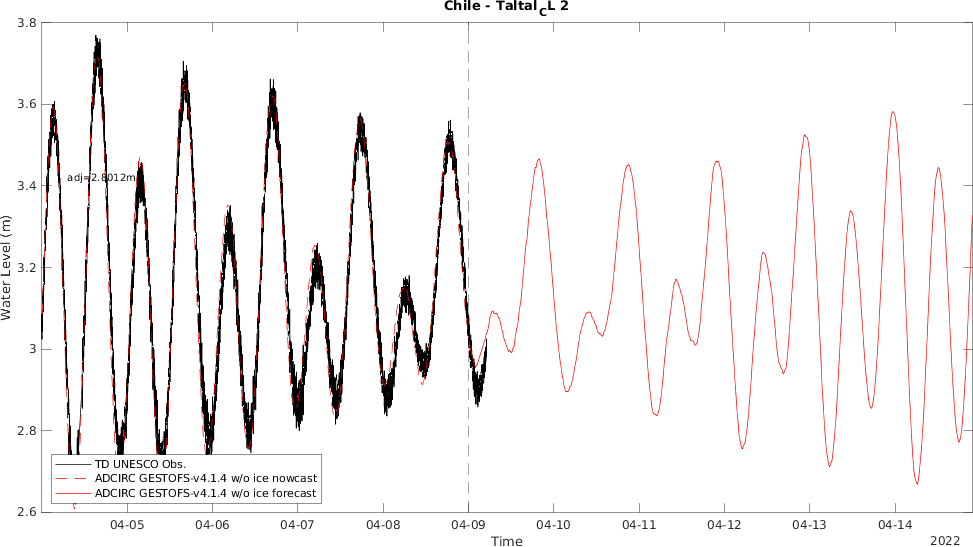 Chile - Taltal_CL 2
3.8
3.6
3.4
3.2
3
2.8
2.6
Water Level (m)
adj=2.8012m
TD UNESCO Obs.
ADCIRC GESTOFS-v4.1.4 w/o ice nowcast
ADCIRC GESTOFS-v4.1.4 w/o ice forecast
04-05 04-06 04-07 04-08 04-09 04-10 04-11 04-12 04-13 04-14
Time
2022